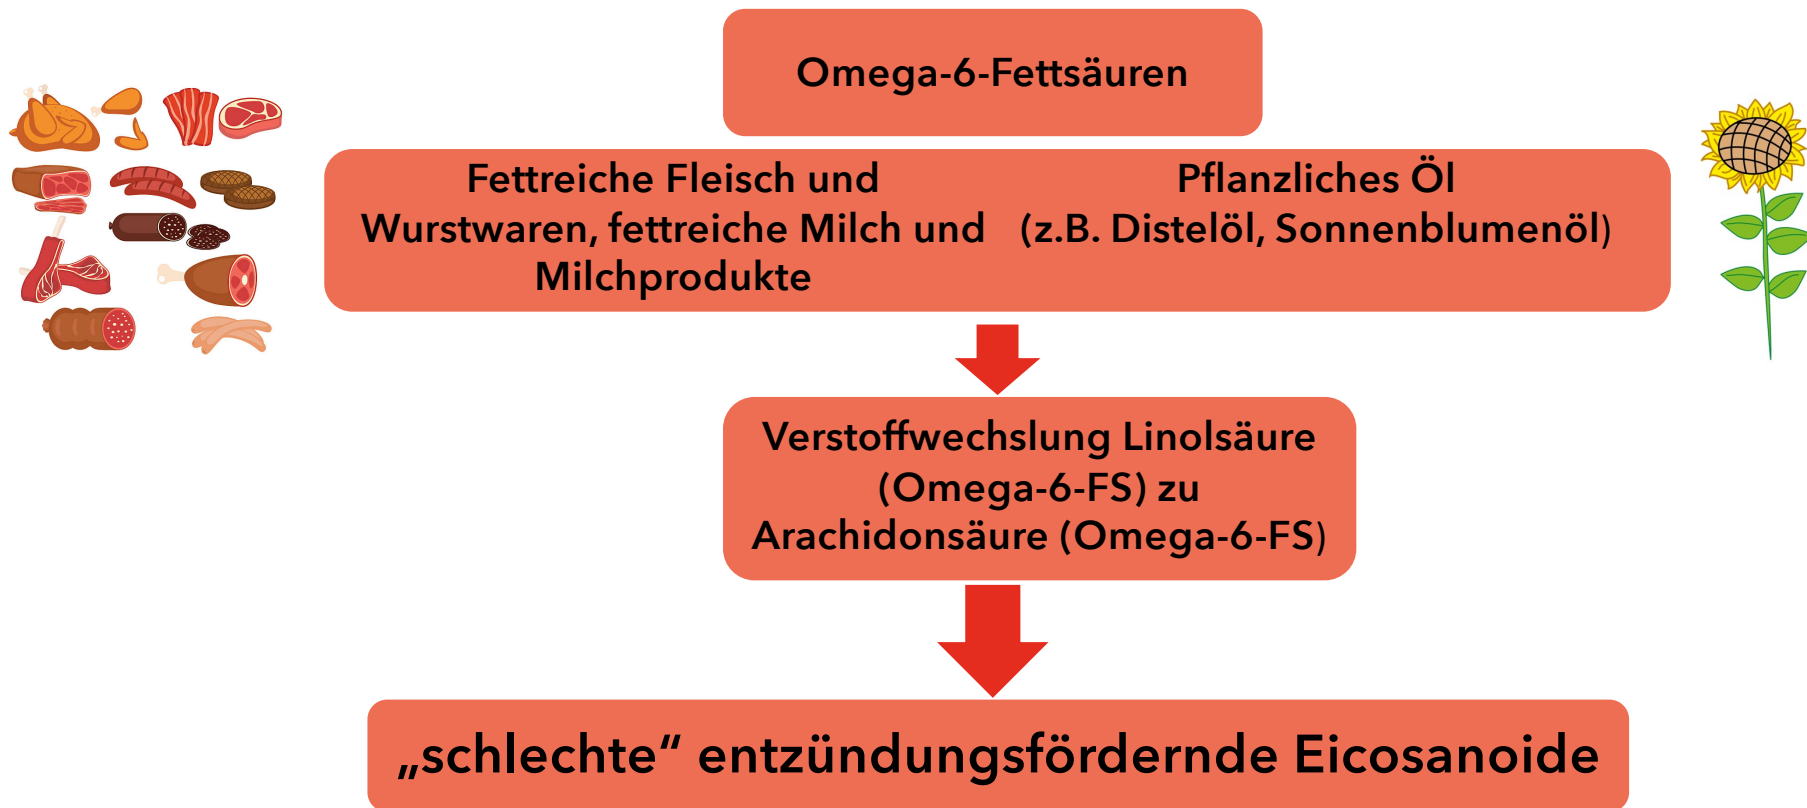 Omega-6-Fettsäuren
Fettreiche Fleisch und
Wurstwaren, fettreiche Milch und
Milchprodukte
Pflanzliches Öl
(z.B. Distelöl, Sonnenblumenöl)
Verstoffwechslung Linolsäure
(Omega-6-FS) zu
Arachidonsäure (Omega-6-FS)
„schlechte“ entzündungsfördernde Eicosanoide